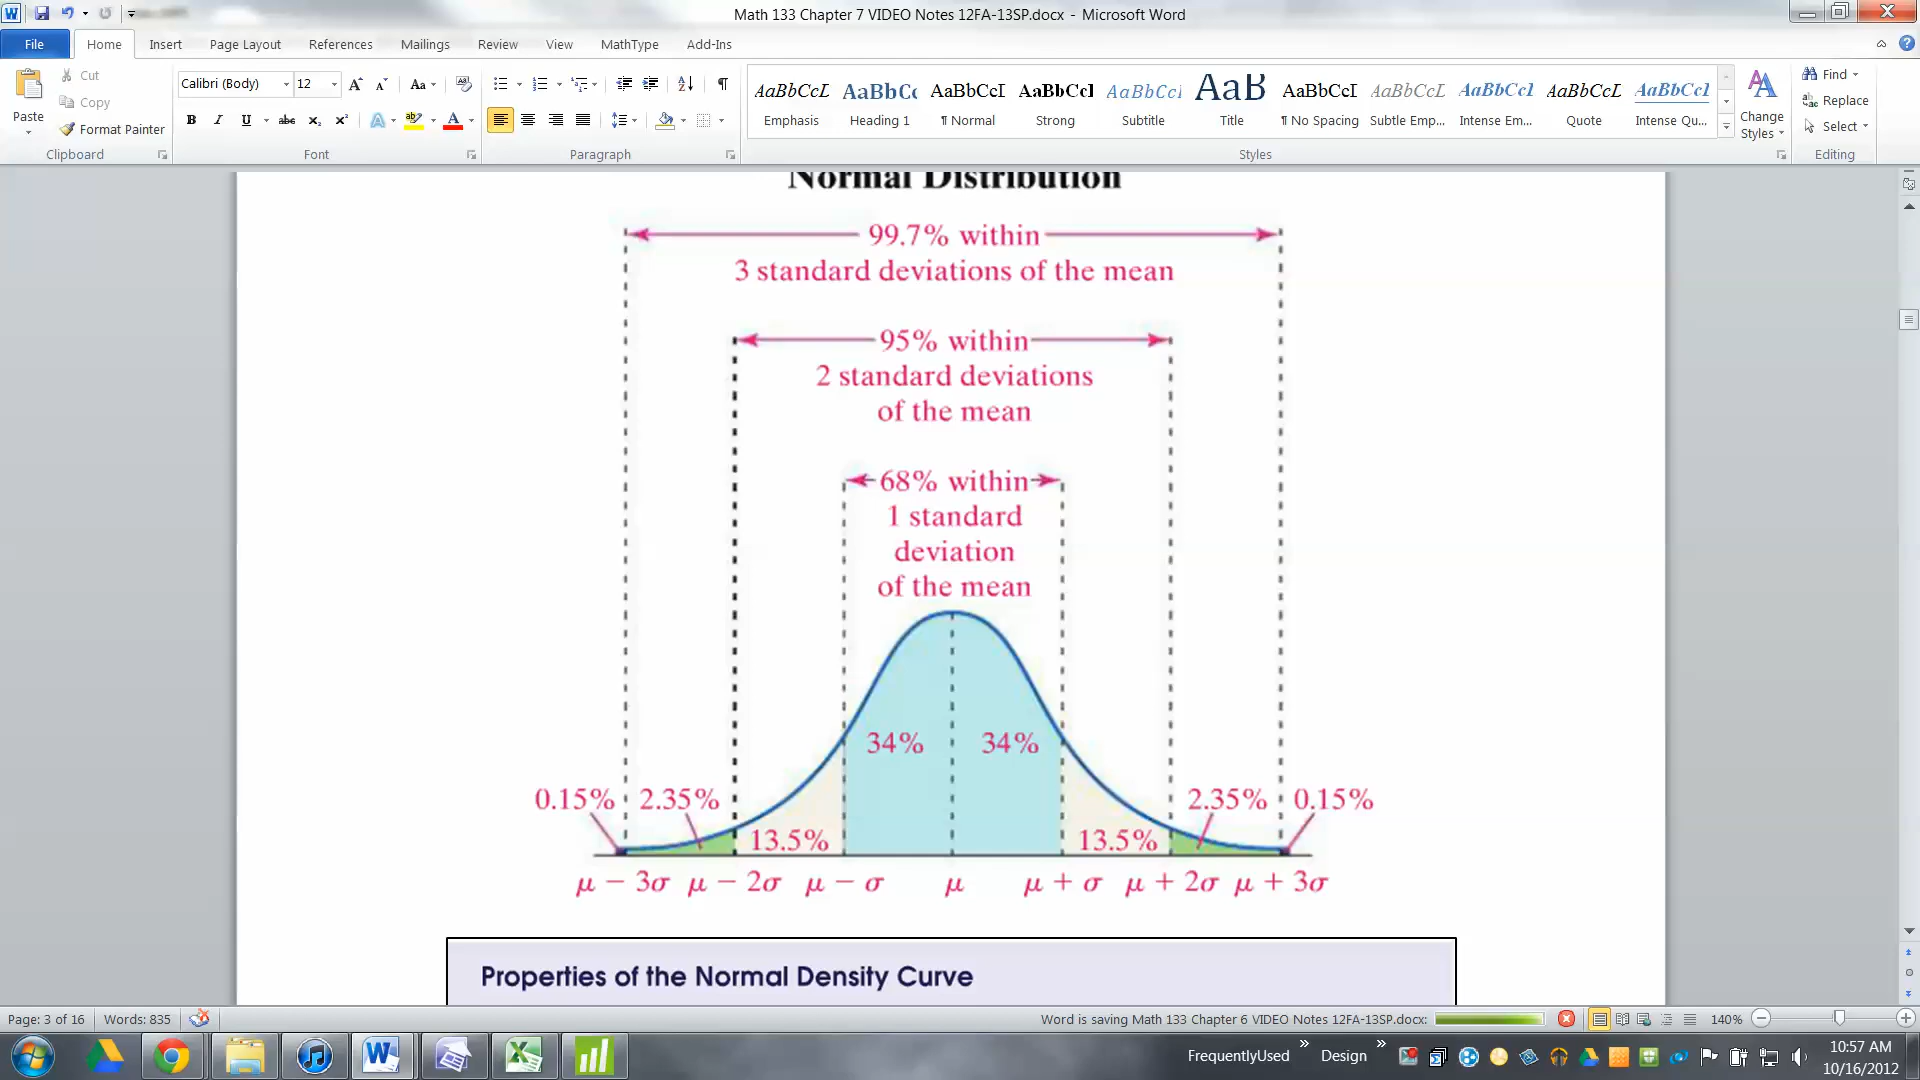 Math 133 Chapter 7 VIDEO Notes 12FA-13SP.docx - Microsoft Word
File Home Insert Page Layout References Mailings Review View MathType Add-Ins
Paste
Cut
Copy
Format Painter
Clipboard
Calibri (Body) 12
Aa
B I U abc x₂ x²
Font
Paragraph
AaBbCcL AaBbCc AaBbCcI AaBbCcI AaBbCcI AaB AaBbCcI AaBbCcL AaBbCcI AaBbCcL AaBbCcI
Emphasis Heading 1 ¶ Normal Strong Subtitle Title ¶ No Spacing Subtle Emp... Intense Em... Quote Intense Qu...
Styles
Change
Styles
Find
Replace
Select
Editing
Normal Distribution
99.7% within
3 standard deviations of the mean
95% within
2 standard deviations
of the mean
68% within
1 standard
deviation
of the mean
34% 34%
0.15% 2.35% 2.35% 0.15%
13.5% 13.5%
μ − 3σ μ − 2σ μ − σ μ μ + σ μ + 2σ μ + 3σ
Properties of the Normal Density Curve
Page: 3 of 16 Words: 835 Word is saving Math 133 Chapter 6 VIDEO Notes 12FA-13SP.docx: 140%
FrequentlyUsed » Design » 10:57 AM
10/16/2012